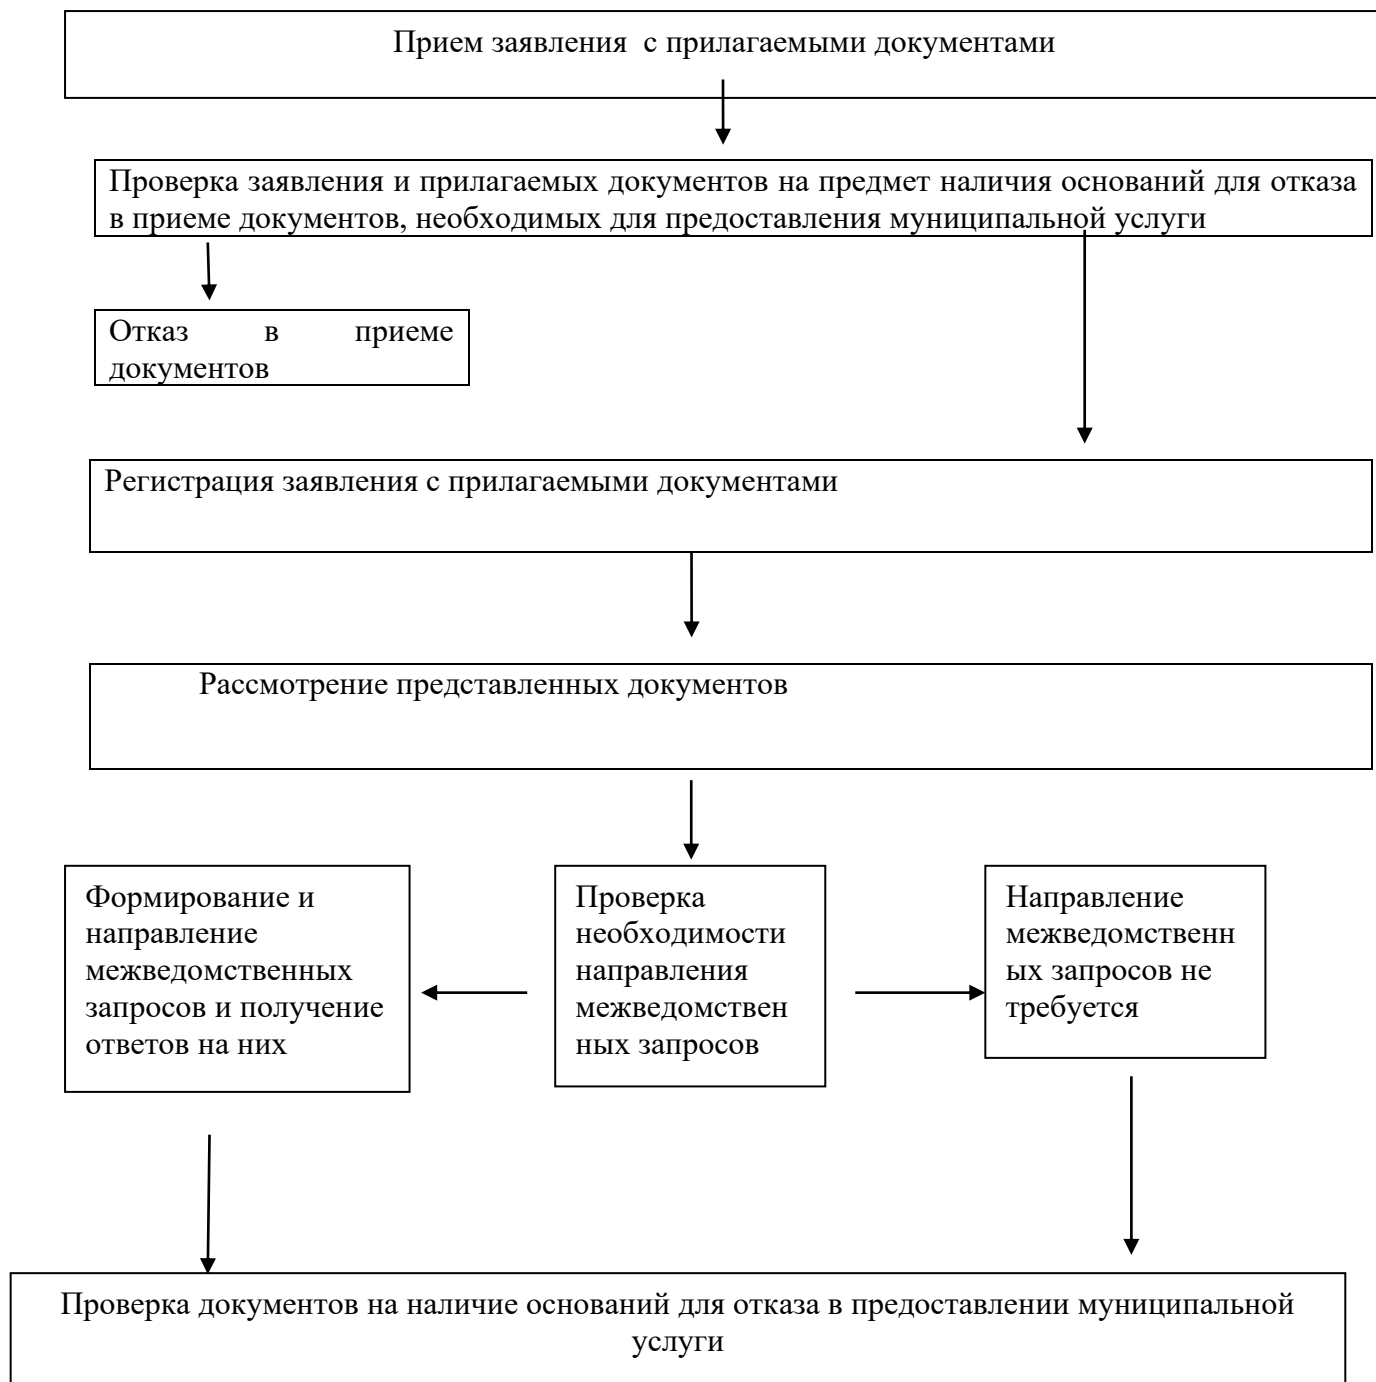 Прием заявления  с прилагаемыми документами
Проверка заявления и прилагаемых документов на предмет наличия оснований для отказа
в приеме документов, необходимых для предоставления муниципальной услуги
Отказ в приеме
документов
Регистрация заявления с прилагаемыми документами
Рассмотрение представленных документов
Формирование и
направление
межведомственных
запросов и получение
ответов на них
Проверка
необходимости
направления
межведомствен
ных запросов
Направление
межведомственн
ых запросов не
требуется
Проверка документов на наличие оснований для отказа в предоставлении муниципальной
услуги